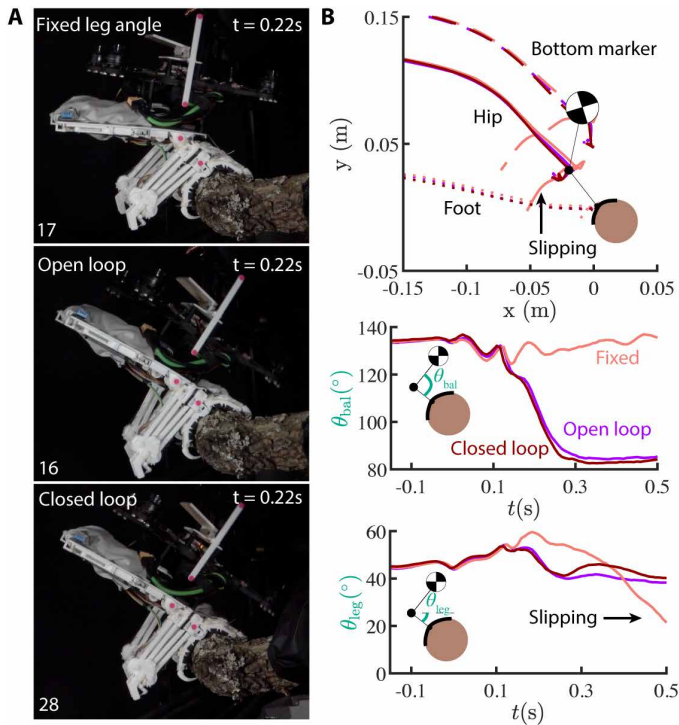 A
Fixed leg angle
t = 0.22s
17
Open loop
t = 0.22s
16
Closed loop
t = 0.22s
28
B
0.15
0.05
-0.05
y (m)
Bottom marker
Hip
Foot
Slipping
-0.15
-0.1
-0.05
0
0.05
x (m)
140
120
100
80
θbal(°)
θbal
Fixed
Open loop
Closed loop
-0.1
0.1
0.3
0.5
t(s)
60
40
20
0
θleg(°)
θleg
Slipping
-0.1
0.1
0.3
0.5
t(s)